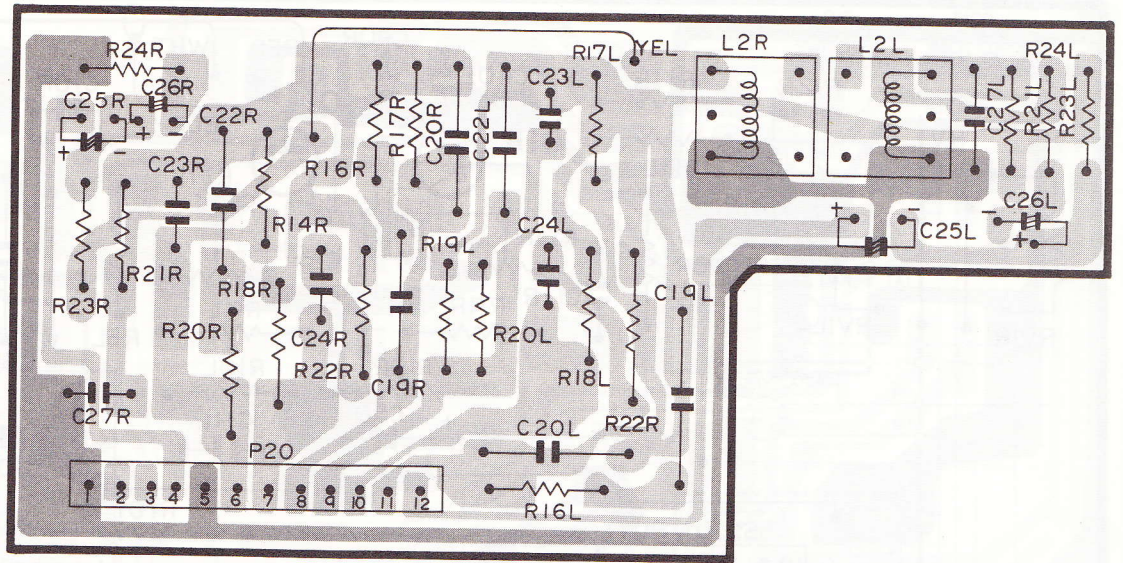 R24R
C26R
C25R
C22R
C23R
R16R
R17R
C20R
C22L
C23L
R17L
YEL
L2R
L2L
C27L
R21L
R23L
R24L
+ -
+ -
R14R
R21R
R23R
R18R
R20R
C24R
R22R
C19R
R19L
R20L
C24L
R18L
C19L
R22R
+ -
C25L
- +
C26L
C27R
P20
C20L
R16L
1 2 3 4 5 6 7 8 9 10 11 12